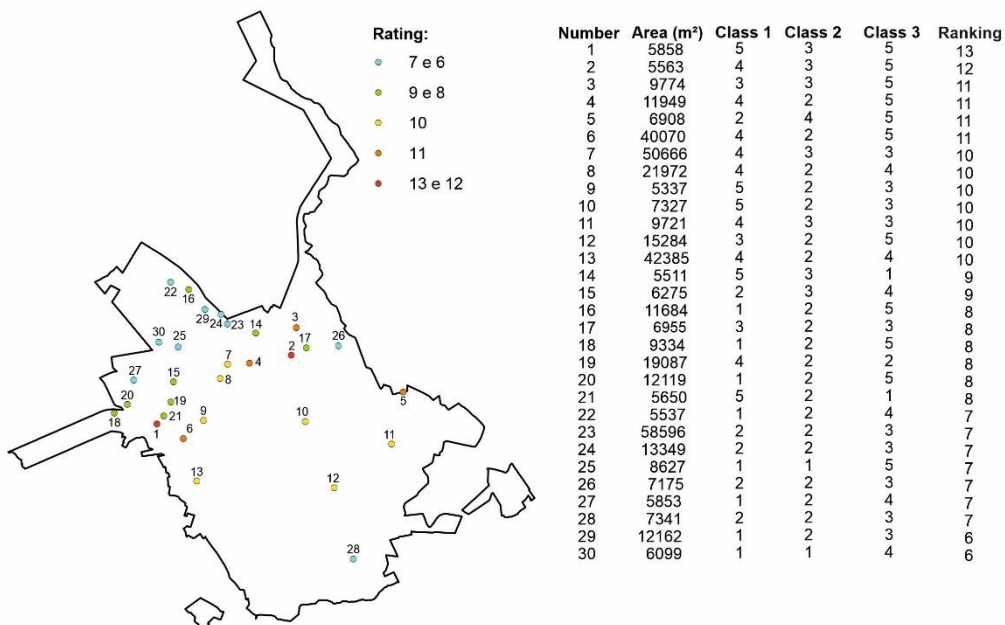 Rating:
7 e 6
9 e 8
10
11
13 e 12
22
16
29
24
23
14
3
30
25
7
4
2
17
26
27
15
8
5
20
19
18
21
9
10
1
6
11
13
12
28
Number Area (m²) Class 1 Class 2 Class 3 Ranking
1 5858 5 3 5 13
2 5563 4 3 5 12
3 9774 3 3 5 11
4 11949 4 2 5 11
5 6908 2 4 5 11
6 40070 4 2 5 11
7 50666 4 3 3 10
8 21972 4 2 4 10
9 5337 5 2 3 10
10 7327 5 2 3 10
11 9721 4 3 3 10
12 15284 3 2 5 10
13 42385 4 2 4 10
14 5511 5 3 1 9
15 6275 2 3 4 9
16 11684 1 2 5 8
17 6955 3 2 3 8
18 9334 1 2 5 8
19 19087 4 2 2 8
20 12119 1 2 5 8
21 5650 5 2 1 8
22 5537 1 2 4 7
23 58596 2 2 3 7
24 13349 2 2 3 7
25 8627 1 1 5 7
26 7175 2 2 3 7
27 5853 1 2 4 7
28 7341 2 2 3 7
29 12162 1 2 3 6
30 6099 1 1 4 6